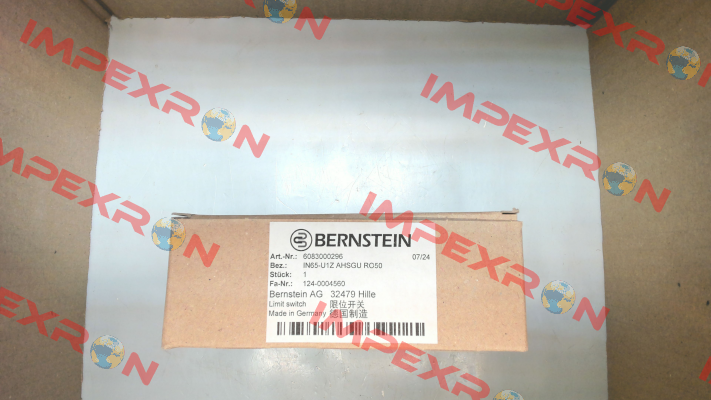 IMPEXRON
IMPEXRON
IMPEXRON
IMPEXRON
IMPEXRON
IMPEXRON
BERNSTEIN
Art.-Nr.: 6083000296 07/24
Bez.: IN65-U1Z AHSGU RO50
Stück: 1
Fa-Nr.: 124-0004560
Bernstein AG 32479 Hille
Limit switch 限位开关
Made in Germany 德国制造